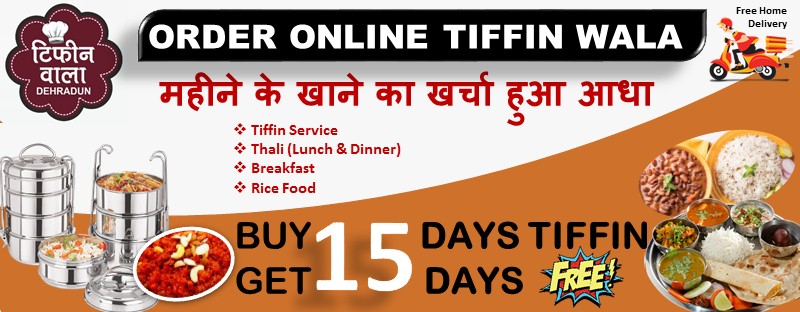 टिफीन
वाला
DEHRADUN
ORDER ONLINE TIFFIN WALA
Free Home
Delivery
महीने के खाने का खर्चा हुआ आधा
Tiffin Service
Thali (Lunch & Dinner)
Breakfast
Rice Food
BUY 15 DAYS TIFFIN
GET DAYS FREE!